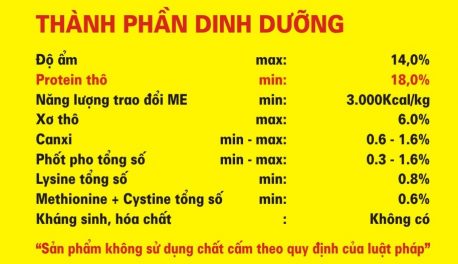 THÀNH PHẦN DINH DƯỠNG
Độ ẩm max: 14,0%
Protein thô min: 18,0%
Năng lượng trao đổi ME min: 3.000Kcal/kg
Xơ thô max: 6.0%
Canxi min - max: 0.6 - 1.6%
Phốt pho tổng số min - max: 0.3 - 1.6%
Lysine tổng số min: 0.8%
Methionine + Cystine tổng số min: 0.6%
Kháng sinh, hóa chất : Không có
“Sản phẩm không sử dụng chất cấm theo quy định của luật pháp”